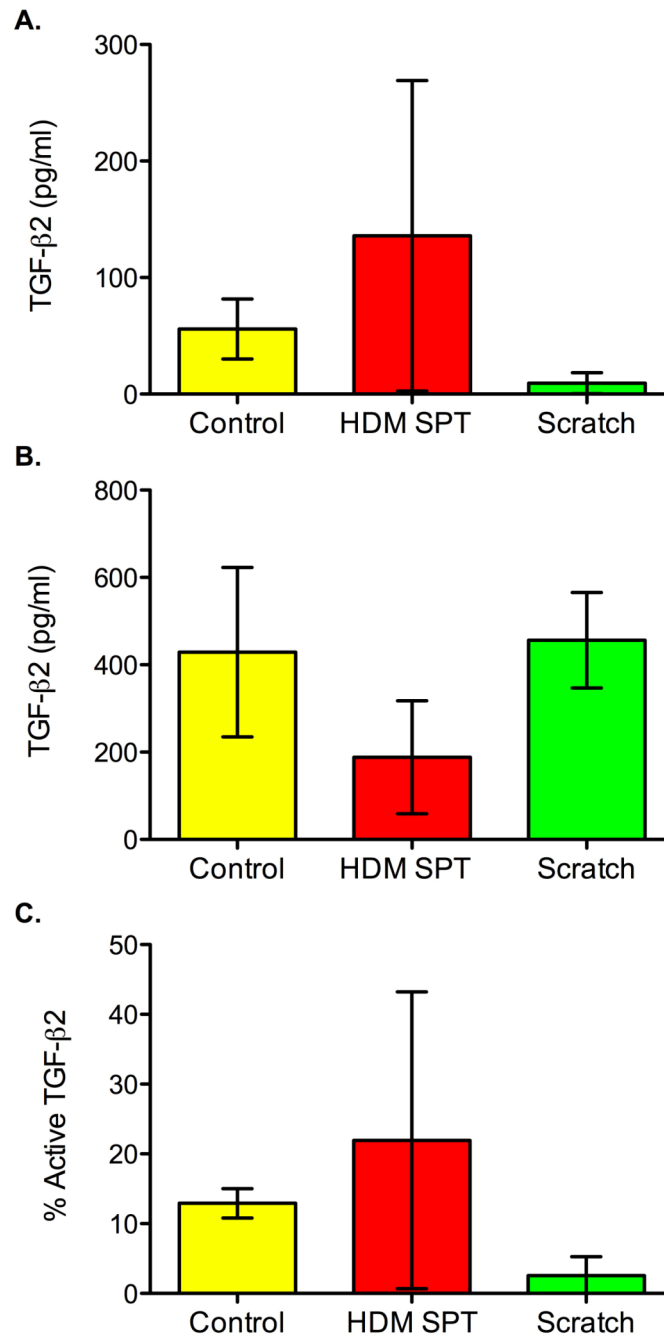 A.
TGF-β2 (pg/ml)
300
200
100
0
Control HDM SPT Scratch
B.
TGF-β2 (pg/ml)
800
600
400
200
0
Control HDM SPT Scratch
C.
% Active TGF-β2
50
40
30
20
10
0
Control HDM SPT Scratch